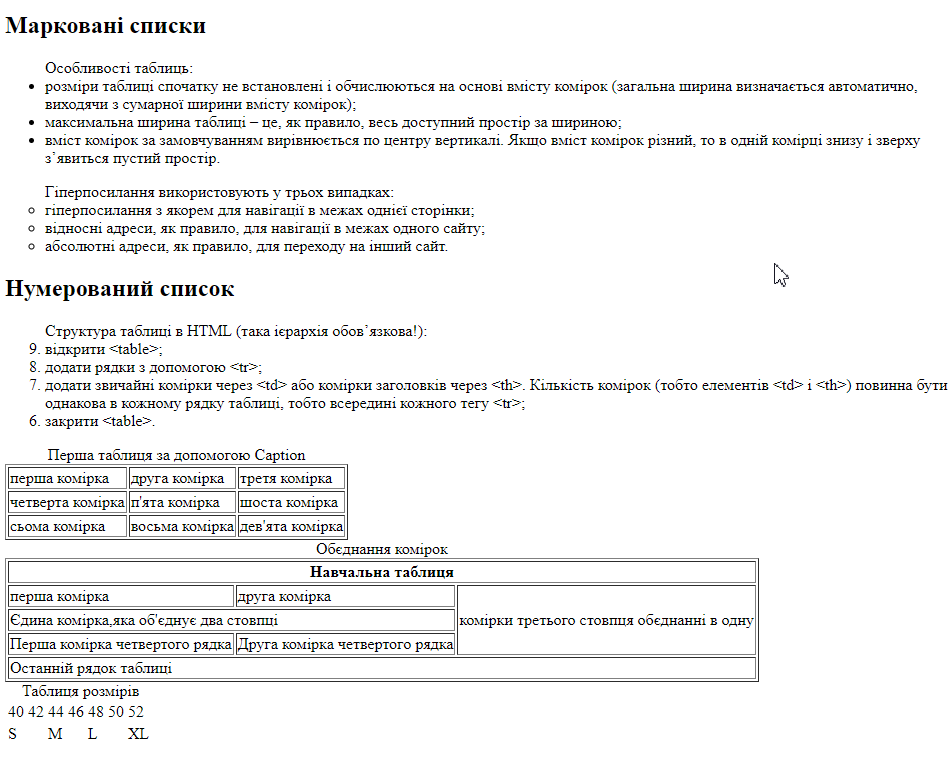 Марковані списки
Особливості таблиць:
• розміри таблиці спочатку не встановлені і обчислюються на основі вмісту комірок (загальна ширина визначається автоматично,
виходячи з сумарної ширини вмісту комірок);
• максимальна ширина таблиці – це, як правило, весь доступний простір за шириною;
• вміст комірок за замовчуванням вирівнюється по центру вертикалі. Якщо вміст комірок різний, то в одній комірці знизу і зверху
з’явиться пустий простір.
Гіперпосилання використовують у трьох випадках:
◦ гіперпосилання з якорем для навігації в межах однієї сторінки;
◦ відносні адреси, як правило, для навігації в межах одного сайту;
◦ абсолютні адреси, як правило, для переходу на інший сайт.
Нумерований список
Структура таблиці в HTML (така ієрархія обов’язкова!):
9. відкрити <table>;
8. додати рядки з допомогою <tr>;
7. додати звичайні комірки через <td> або комірки заголовків через <th>. Кількість комірок (тобто елементів <td> і <th>) повинна бути
однакова в кожному рядку таблиці, тобто всередині кожного тегу <tr>;
6. закрити <table>.
Перша таблиця за допомогою Caption
перша комірка друга комірка третя комірка
четверта комірка п'ята комірка шоста комірка
сьома комірка восьма комірка дев'ята комірка
Обєднання комірок
Навчальна таблиця
перша комірка друга комірка
Єдина комірка,яка об'єднує два стовпці
комірки третього стовпця обєднанні в одну
Перша комірка четвертого рядка Друга комірка четвертого рядка
Останній рядок таблиці
Таблиця розмірів
40 42 44 46 48 50 52
S M L XL